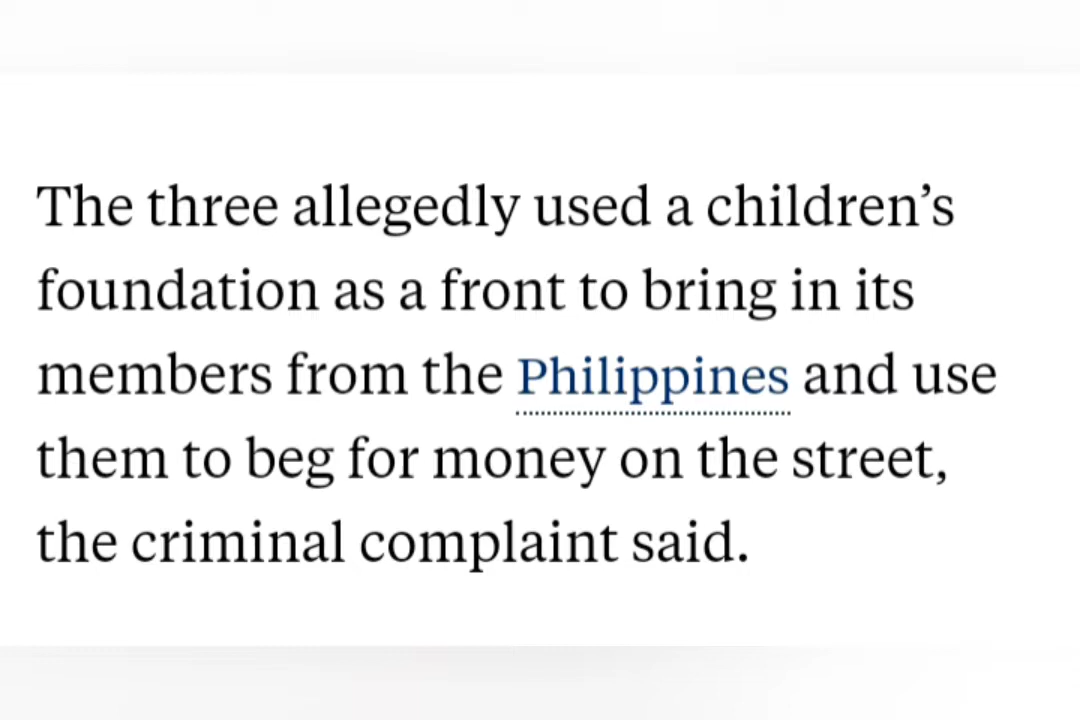 The three allegedly used a children’s
foundation as a front to bring in its
members from the Philippines and use
them to beg for money on the street,
the criminal complaint said.